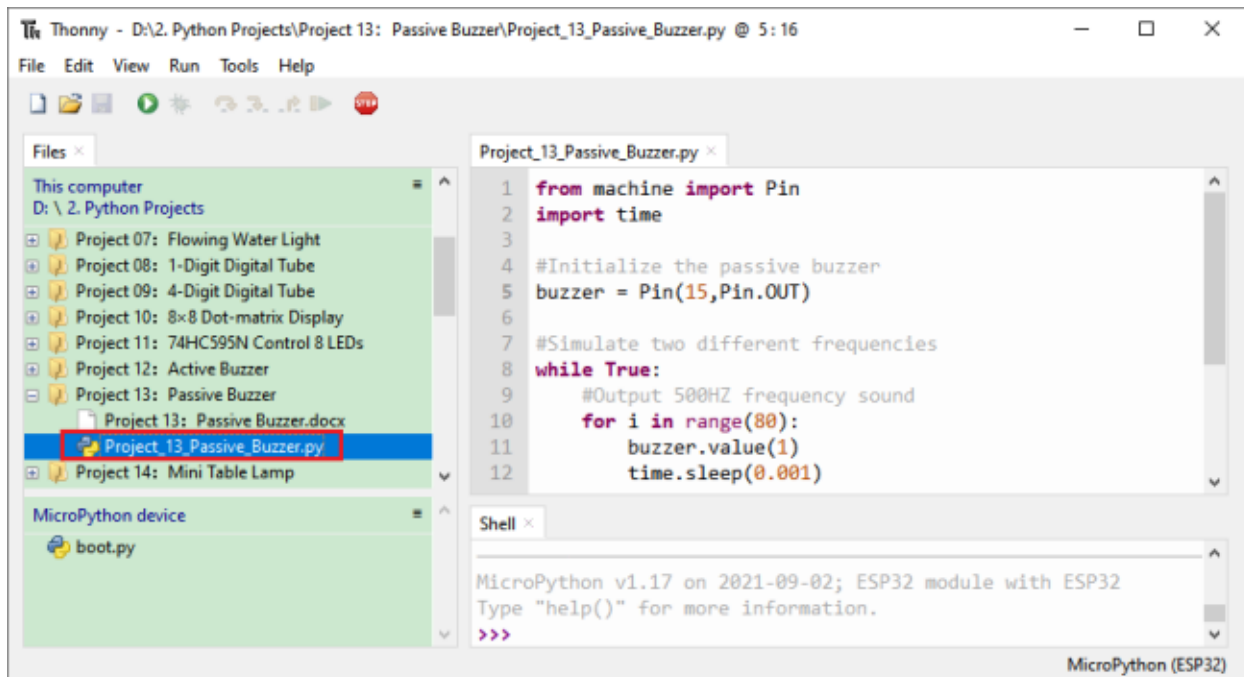 Thonny - D:\2. Python Projects\Project 13: Passive Buzzer\Project_13_Passive_Buzzer.py @ 5:16
File Edit View Run Tools Help
STOP
Files
This computer
D: \ 2. Python Projects
Project 07: Flowing Water Light
Project 08: 1-Digit Digital Tube
Project 09: 4-Digit Digital Tube
Project 10: 8×8 Dot-matrix Display
Project 11: 74HC595N Control 8 LEDs
Project 12: Active Buzzer
Project 13: Passive Buzzer
Project 13: Passive Buzzer.docx
Project_13_Passive_Buzzer.py
Project 14: Mini Table Lamp
MicroPython device
boot.py
Project_13_Passive_Buzzer.py
1 from machine import Pin
2 import time
3
4 #Initialize the passive buzzer
5 buzzer = Pin(15,Pin.OUT)
6
7 #Simulate two different frequencies
8 while True:
9     #Output 500HZ frequency sound
10     for i in range(80):
11         buzzer.value(1)
12         time.sleep(0.001)
Shell
MicroPython v1.17 on 2021-09-02; ESP32 module with ESP32
Type "help()" for more information.
>>>
MicroPython (ESP32)